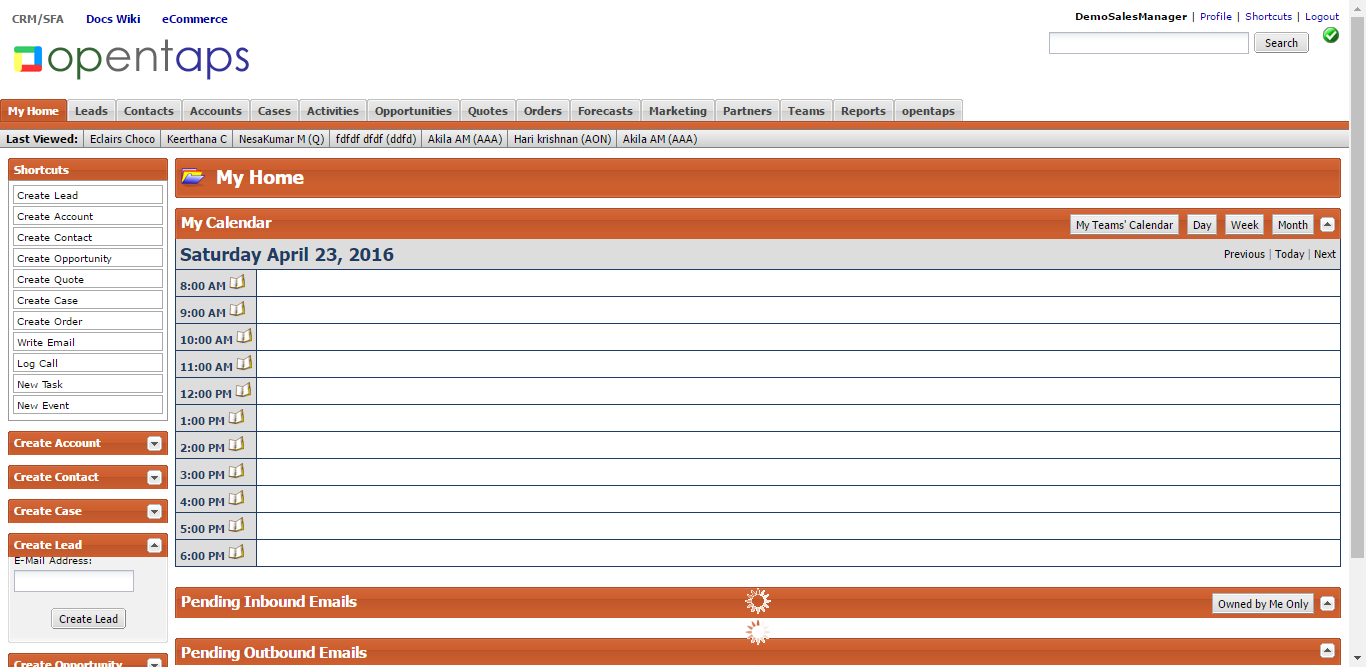 CRM/SFA Docs Wiki eCommerce
DemoSalesManager | Profile | Shortcuts | Logout
opentaps
Search
My Home Leads Contacts Accounts Cases Activities Opportunities Quotes Orders Forecasts Marketing Partners Teams Reports opentaps
Last Viewed: Eclairs Choco Keerthana C NesaKumar M (Q) fdfdf dfdf (ddfd) Akila AM (AAA) Hari krishnan (AON) Akila AM (AAA)
Shortcuts
Create Lead
Create Account
Create Contact
Create Opportunity
Create Quote
Create Case
Create Order
Write Email
Log Call
New Task
New Event
Create Account
Create Contact
Create Case
Create Lead
E-Mail Address:
Create Lead
Create Opportunity
My Home
My Calendar
My Teams' Calendar Day Week Month
Saturday April 23, 2016
Previous | Today | Next
8:00 AM
9:00 AM
10:00 AM
11:00 AM
12:00 PM
1:00 PM
2:00 PM
3:00 PM
4:00 PM
5:00 PM
6:00 PM
Pending Inbound Emails
Owned by Me Only
Pending Outbound Emails